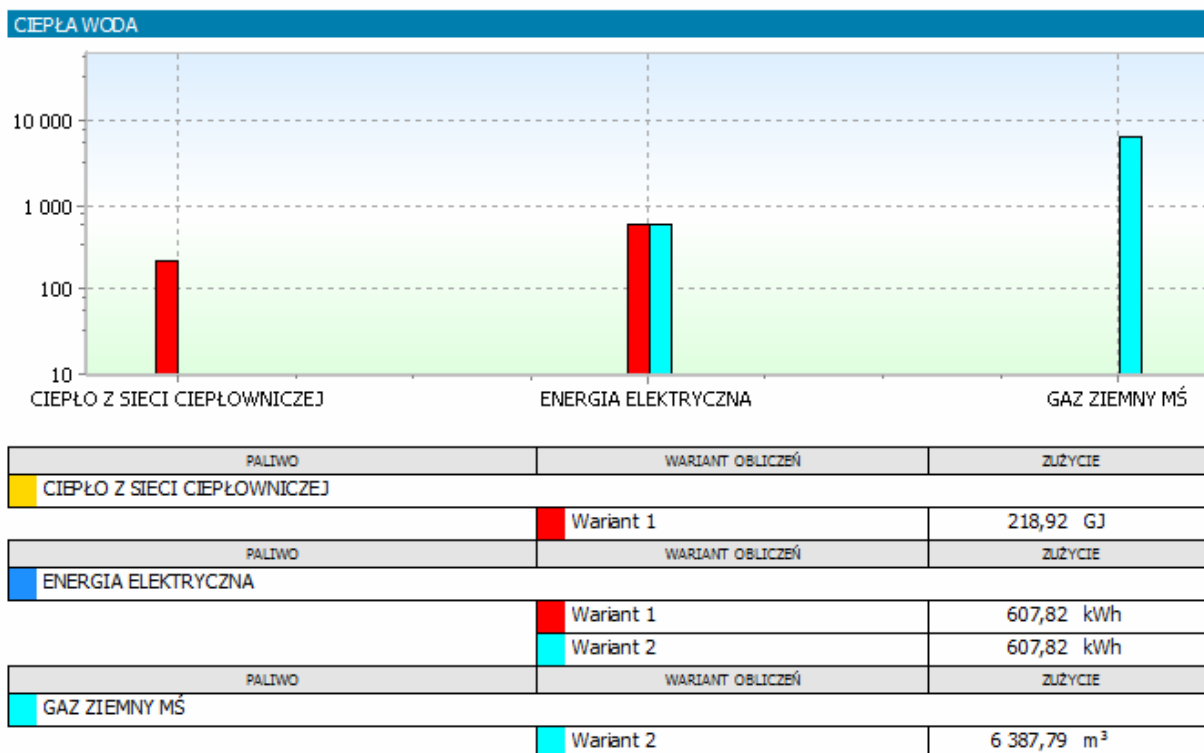 CIEPŁA WODA
10 000
1 000
100
10
CIEPŁO Z SIECI CIEPŁOWNICZEJ ENERGIA ELEKTRYCZNA GAZ ZIEMNY MŚ
PALIWO WARIANT OBLICZEŃ ZUŻYCIE
CIEPŁO Z SIECI CIEPŁOWNICZEJ
Wariant 1 218,92 GJ
PALIWO WARIANT OBLICZEŃ ZUŻYCIE
ENERGIA ELEKTRYCZNA
Wariant 1 607,82 kWh
Wariant 2 607,82 kWh
PALIWO WARIANT OBLICZEŃ ZUŻYCIE
GAZ ZIEMNY MŚ
Wariant 2 6 387,79 m³